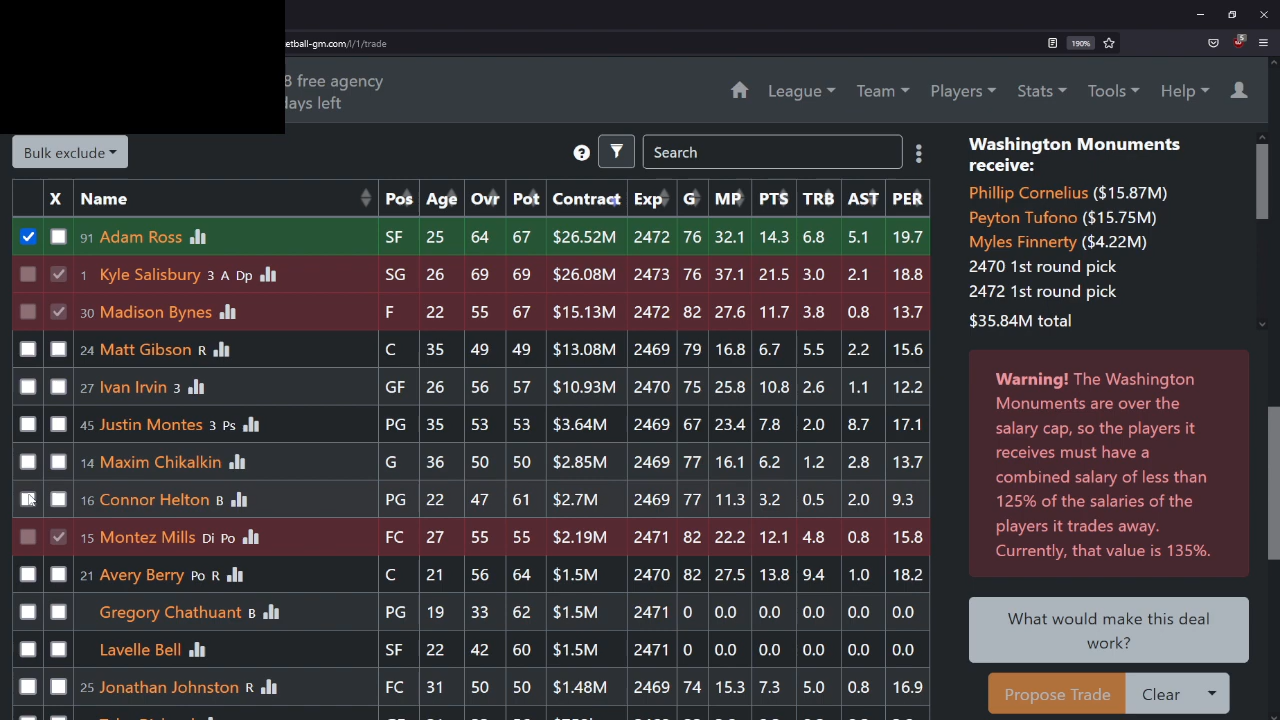 etball-gm.com/l/1/trade
190%
5
8 free agency
days left
League
Team
Players
Stats
Tools
Help
Bulk exclude
?
Search
X Name Pos Age Ovr Pot Contract Exp G MP PTS TRB AST PER
91 Adam Ross SF 25 64 67 $26.52M 2472 76 32.1 14.3 6.8 5.1 19.7
1 Kyle Salisbury 3 A Dp SG 26 69 69 $26.08M 2473 76 37.1 21.5 3.0 2.1 18.8
30 Madison Bynes F 22 55 67 $15.13M 2472 82 27.6 11.7 3.8 0.8 13.7
24 Matt Gibson R C 35 49 49 $13.08M 2469 79 16.8 6.7 5.5 2.2 15.6
27 Ivan Irvin 3 GF 26 56 57 $10.93M 2470 75 25.8 10.8 2.6 1.1 12.2
45 Justin Montes 3 Ps PG 35 53 53 $3.64M 2469 67 23.4 7.8 2.0 8.7 17.1
14 Maxim Chikalkin G 36 50 50 $2.85M 2469 77 16.1 6.2 1.2 2.8 13.7
16 Connor Helton B PG 22 47 61 $2.7M 2469 77 11.3 3.2 0.5 2.0 9.3
15 Montez Mills Di Po FC 27 55 55 $2.19M 2471 82 22.2 12.1 4.8 0.8 15.8
21 Avery Berry Po R C 21 56 64 $1.5M 2470 82 27.5 13.8 9.4 1.0 18.2
Gregory Chathuant B PG 19 33 62 $1.5M 2471 0 0.0 0.0 0.0 0.0 0.0
Lavelle Bell SF 22 42 60 $1.5M 2471 0 0.0 0.0 0.0 0.0 0.0
25 Jonathan Johnston R FC 31 50 50 $1.48M 2469 74 15.3 7.3 5.0 0.8 16.9
Washington Monuments
receive:
Phillip Cornelius ($15.87M)
Peyton Tufono ($15.75M)
Myles Finnerty ($4.22M)
2470 1st round pick
2472 1st round pick
$35.84M total
Warning! The Washington
Monuments are over the
salary cap, so the players it
receives must have a
combined salary of less than
125% of the salaries of the
players it trades away.
Currently, that value is 135%.
What would make this deal
work?
Propose Trade
Clear